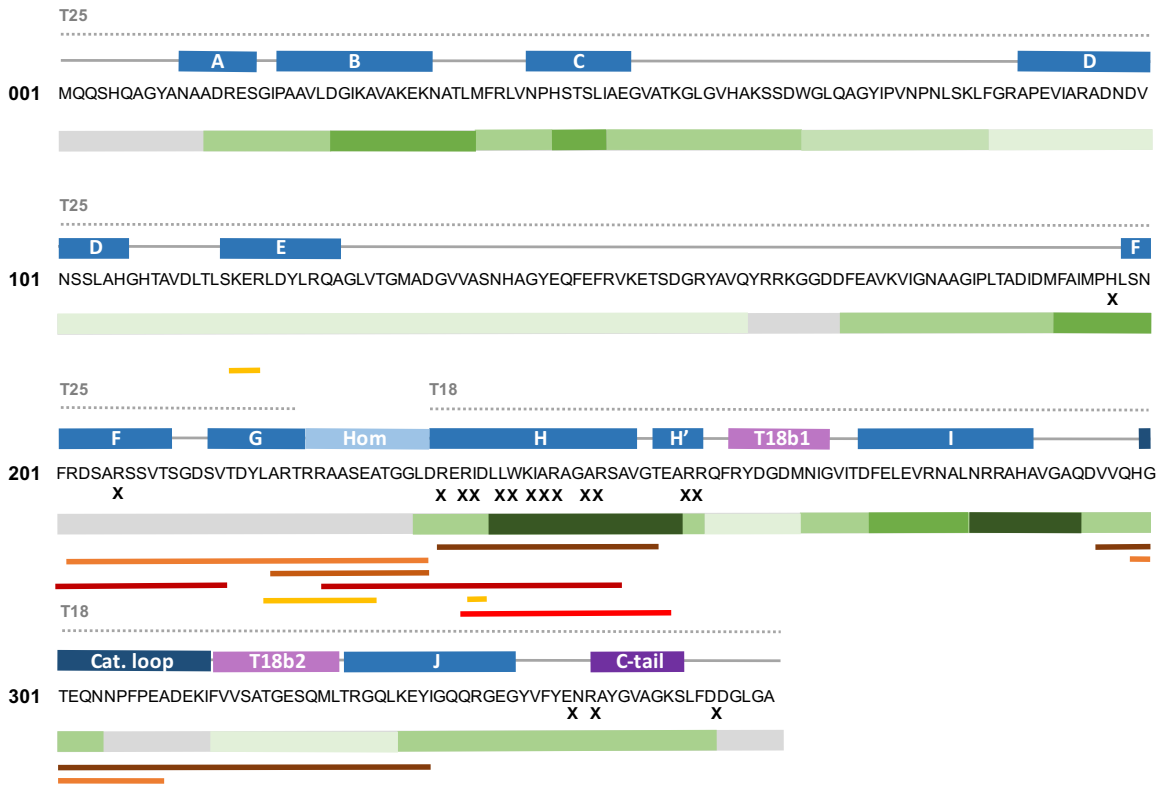 T25
A B C D
001 MQQSHQAGYANAADRESGIPAAVLDGIKAVAKEKNATLMFRLVNPHSTSLIAEGVATKGLGVHAKSSDWGLQAGYIPVNPNLSKLFGRAPEVIARADNDV
T25
D E F
101 NSSLAHGHTAVDLTLSKERLDYLRQAGLVTGMADGVVASNHAGYEQFEFRVKETSDGRYAVQYRRKGGDDFEAVKVIGNAAGIPLTADIDMFAIMPHLSN
X
T25 T18
F G Hom H H' T18b1 I
201 FRDSARSSVTSGDSVTDYLARTRRAASEATGGLDRERIDLLWKIARAGARSAVGTEARRQFRYDGDMNIGVITDFELEVRNALNRRAHAVGAQDVVQHG
X X XX XX XXX XX XX
T18
Cat. loop T18b2 J C-tail
301 TEQNNPFPEADEKIFVVSATGESQMLTRGQLKEYIGQQRGEGYVFYENRAYGVAGKSLFDDGLGA
X X X